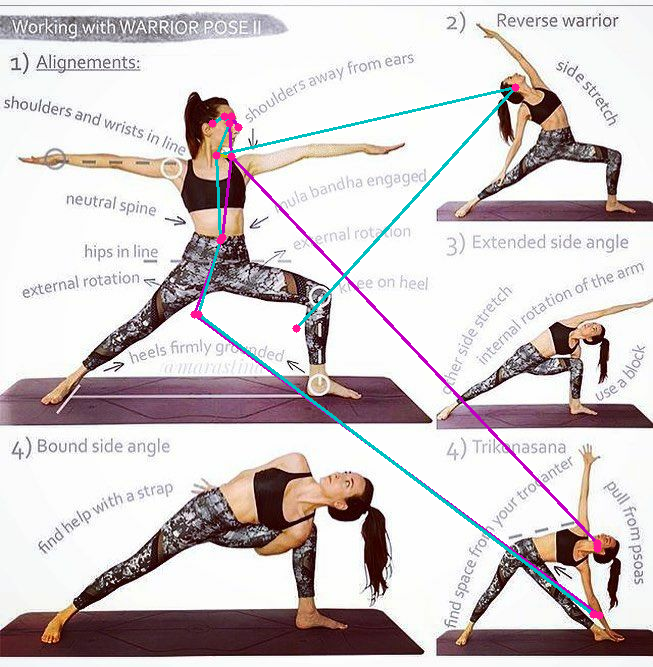 Working with WARRIOR POSE II
1) Alignements:
shoulders away from ears
shoulders and wrists in line
neutral spine
mula bandha engaged
hips in line
external rotation
external rotation
knee on heel
heels firmly grounded
2) Reverse warrior
side stretch
3) Extended side angle
other side stretch
internal rotation of the arm
use a block
4) Bound side angle
find help with a strap
4) Trikonasana
find space from your trochanter
pull from psoas